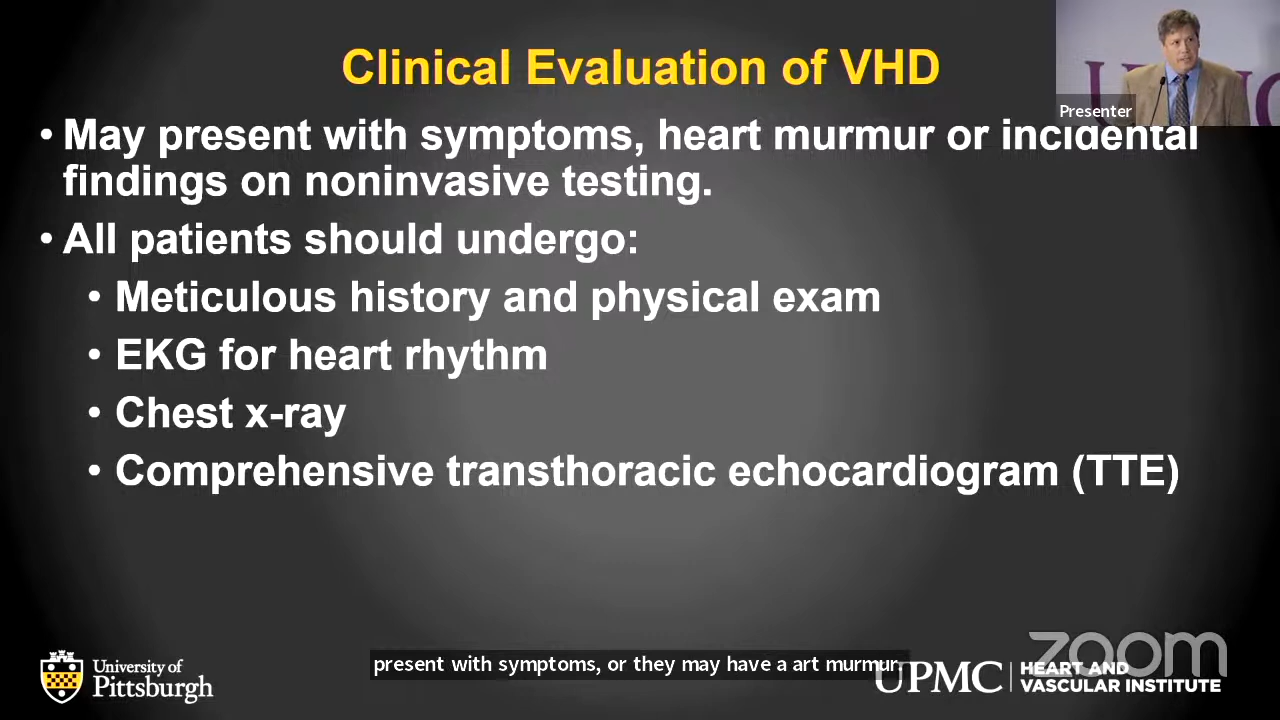 Clinical Evaluation of VHD
Presenter
• May present with symptoms, heart murmur or incidental
findings on noninvasive testing.
• All patients should undergo:
• Meticulous history and physical exam
• EKG for heart rhythm
• Chest x-ray
• Comprehensive transthoracic echocardiogram (TTE)
present with symptoms, or they may have a art murmur.
zoom
University of
Pittsburgh
UPMC
HEART AND
VASCULAR INSTITUTE